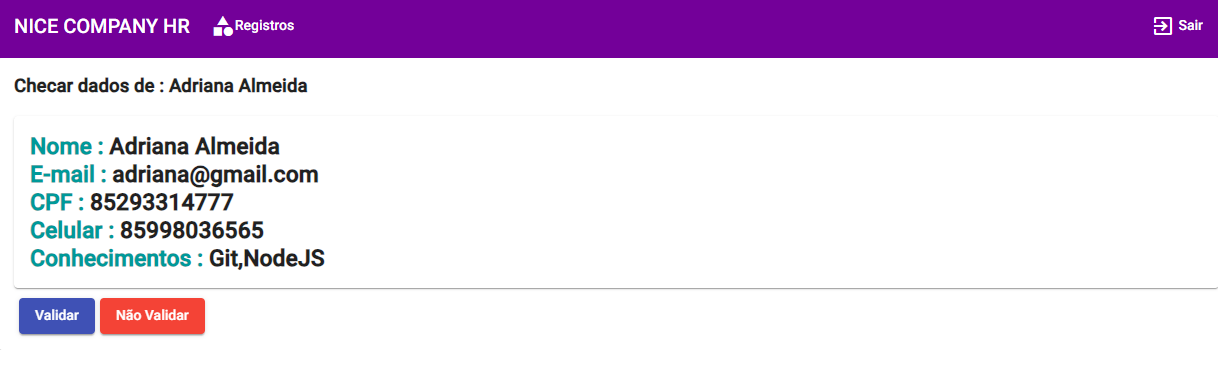 NICE COMPANY HR Registros Sair
Checar dados de : Adriana Almeida
Nome : Adriana Almeida
E-mail : adriana@gmail.com
CPF : 85293314777
Celular : 85998036565
Conhecimentos : Git,NodeJS
Validar Não Validar